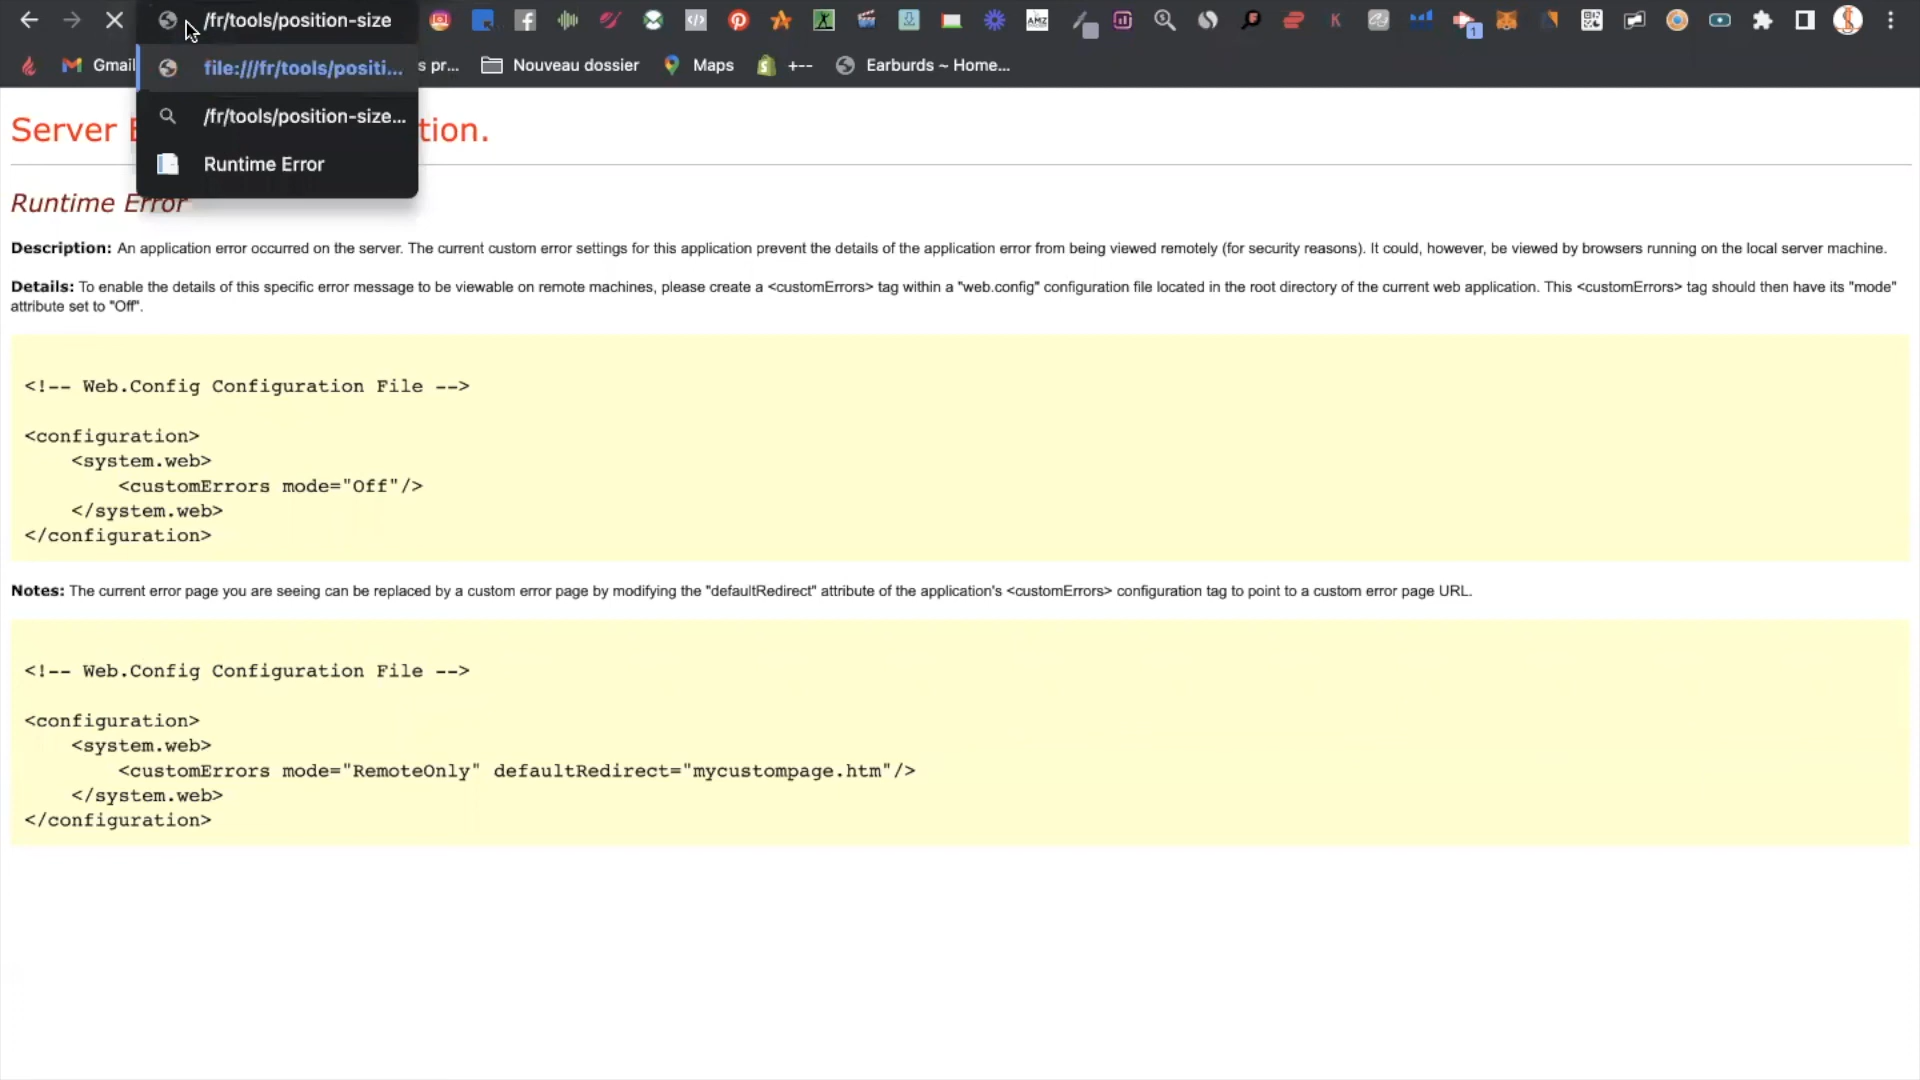 /fr/tools/position-size
file:///fr/tools/positi...
/fr/tools/position-size...
Runtime Error
Gmail
s pr...
Nouveau dossier
Maps
+--
Earburds ~ Home...
AMZ
K
1
Server E
tion.
Runtime Error
Description: An application error occurred on the server. The current custom error settings for this application prevent the details of the application error from being viewed remotely (for security reasons). It could, however, be viewed by browsers running on the local server machine.
Details: To enable the details of this specific error message to be viewable on remote machines, please create a <customErrors> tag within a "web.config" configuration file located in the root directory of the current web application. This <customErrors> tag should then have its "mode"
attribute set to "Off".
<!-- Web.Config Configuration File -->
<configuration>
<system.web>
<customErrors mode="Off"/>
</system.web>
</configuration>
Notes: The current error page you are seeing can be replaced by a custom error page by modifying the "defaultRedirect" attribute of the application's <customErrors> configuration tag to point to a custom error page URL.
<!-- Web.Config Configuration File -->
<configuration>
<system.web>
<customErrors mode="RemoteOnly" defaultRedirect="mycustompage.htm"/>
</system.web>
</configuration>